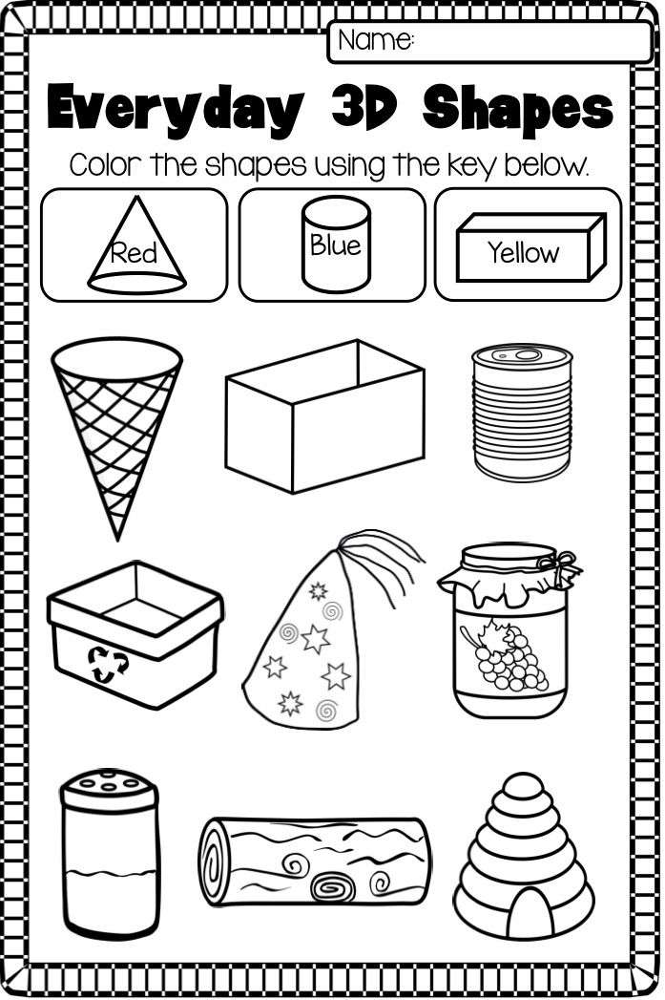 Name:
Everyday 3D Shapes
Color the shapes using the key below.
Red
Blue
Yellow